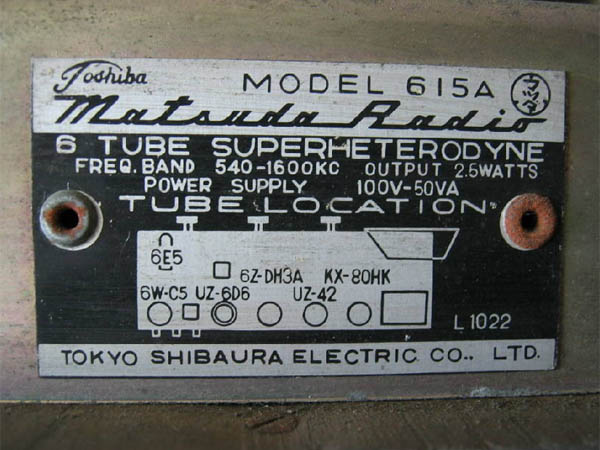 Toshiba MODEL 615A
Matsuda Radio
6 TUBE SUPERHETERODYNE
FREQ. BAND 540-1600KC OUTPUT 2.5WATTS
POWER SUPPLY 100V-50VA
TUBE LOCATION
6E5
6Z-DH3A KX-80HK
6W-C5 UZ-6D6 UZ-42
L 1022
TOKYO SHIBAURA ELECTRIC CO., LTD.